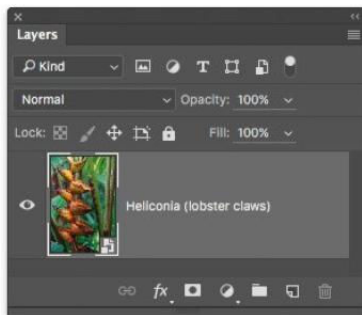 Layers
Kind
Normal Opacity: 100%
Lock: Fill: 100%
Heliconia (lobster claws)
fx